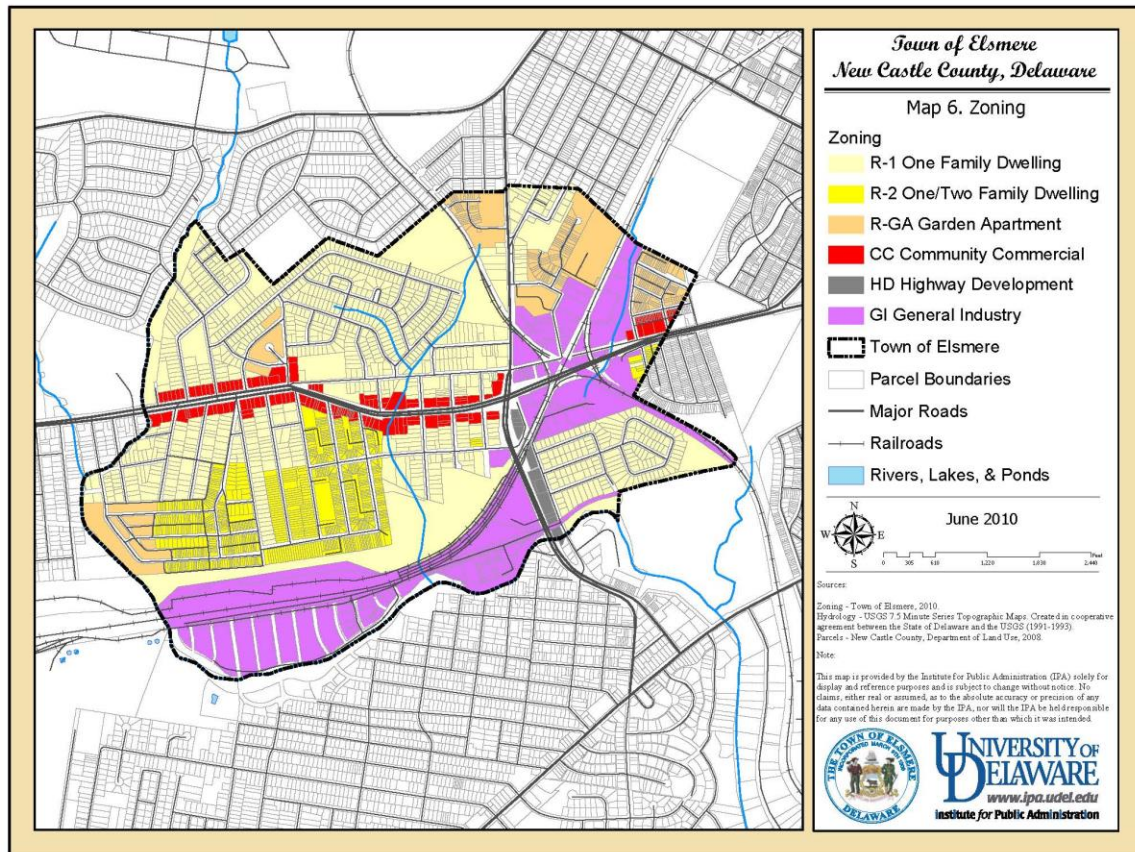 Town of Elsmere
New Castle County, Delaware
Map 6. Zoning
Zoning
R-1 One Family Dwelling
R-2 One/Two Family Dwelling
R-GA Garden Apartment
CC Community Commercial
HD Highway Development
GI General Industry
Town of Elsmere
Parcel Boundaries
Major Roads
Railroads
Rivers, Lakes, & Ponds
N
W E
S
June 2010
Feet
0 305 610 1,220 1,830 2,440
Sources:
Zoning - Town of Elsmere, 2010.
Hydrology - USGS 7.5 Minute Series Topographic Maps. Created in cooperative
agreement between the State of Delaware and the USGS (1991-1993).
Parcels - New Castle County, Department of Land Use, 2008.
Note:
This map is provided by the Institute for Public Administration (IPA) solely for
display and reference purposes and is subject to change without notice. No
claims, either real or assumed, as to the absolute accuracy or precision of any
data contained herein are made by the IPA, nor will the IPA be held responsible
for any use of this document for purposes other than which it was intended.
THE TOWN OF ELSMERE
DELAWARE
UNIVERSITY OF
DELAWARE
www.ipa.udel.edu
Institute for Public Administration